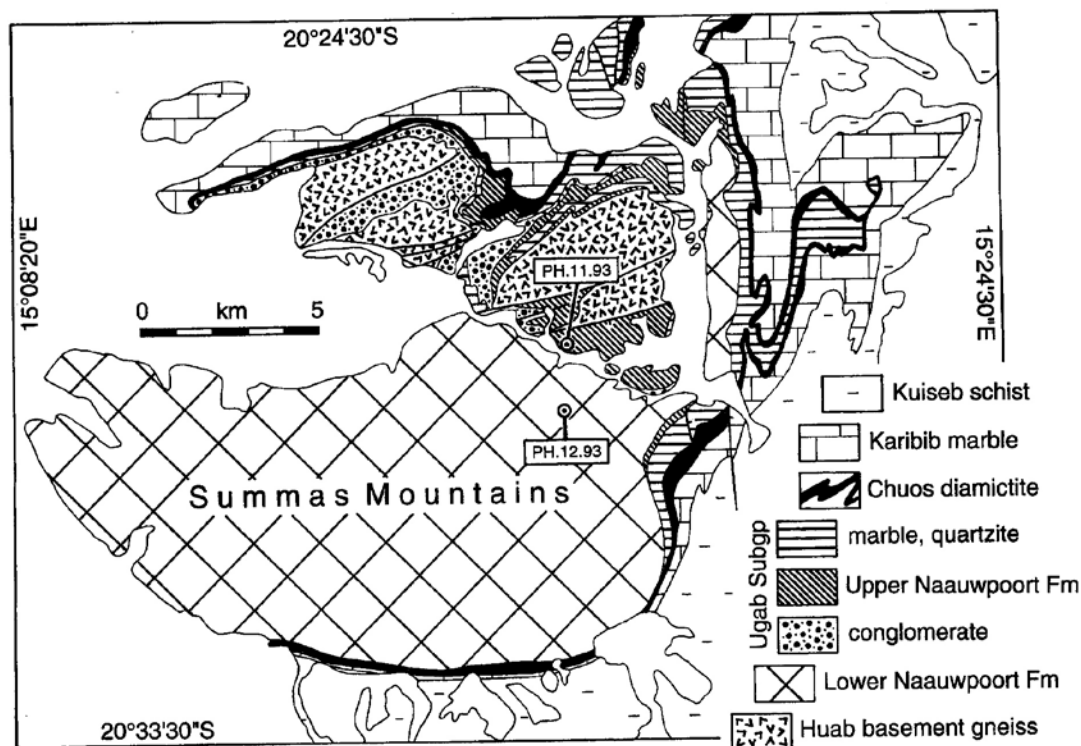 20°24'30"S
15°08'20"E
15°24'30"E
PH.11.93
0 km 5
PH.12.93
Summas Mountains
20°33'30"S
Kuiseb schist
Karibib marble
Chuos diamictite
Ugab Subgp
marble, quartzite
Upper Naauwpoort Fm
conglomerate
Lower Naauwpoort Fm
Huab basement gneiss